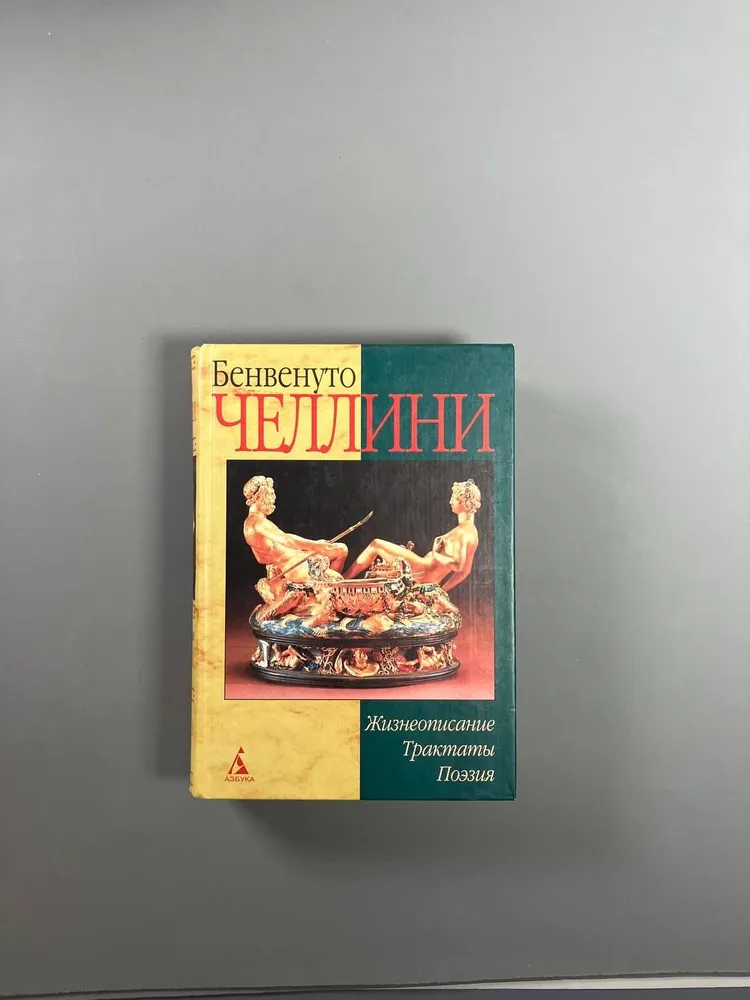 Бенвенуто
ЧЕЛЛИНИ
Жизнеописание
Трактаты
Поэзия
АЗБУКА